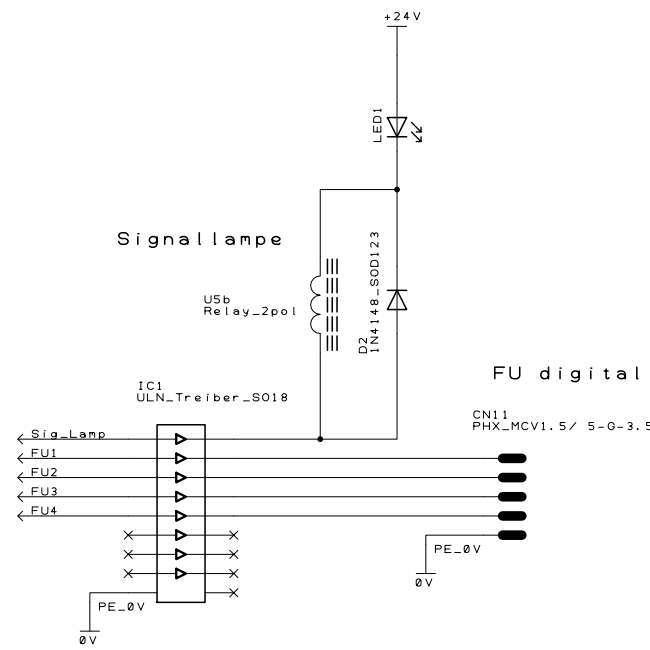 +24V
LED1
Signallampe
1N4148_SOD123
D2
U5b
Relay_2pol
FU digital
IC1
ULN_Treiber_SO18
CN11
PHX_MCV1.5/ 5-G-3.5
Sig_Lamp
FU1
FU2
FU3
FU4
PE_0V
0V
PE_0V
0V